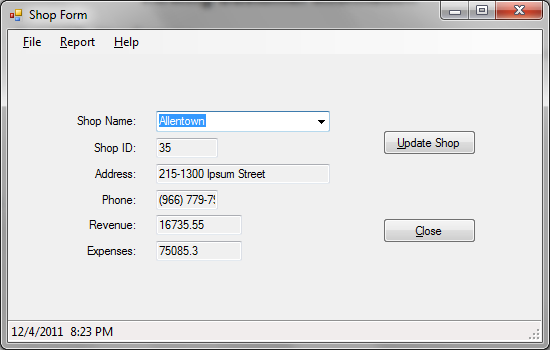 Shop Form
File Report Help
Shop Name: Allentown
Update Shop
Shop ID: 35
Address: 215-1300 Ipsum Street
Phone: (966) 779-7
Revenue: 16735.55
Close
Expenses: 75085.3
12/4/2011 8:23 PM